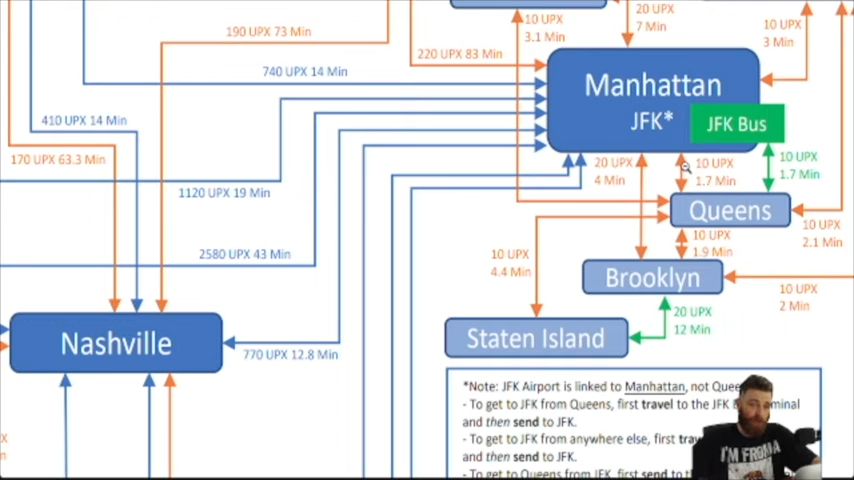 10 UPX
3.1 Min
20 UPX
7 Min
10 UPX
3 Min
190 UPX 73 Min
220 UPX 83 Min
740 UPX 14 Min
Manhattan
JFK*
JFK Bus
410 UPX 14 Min
170 UPX 63.3 Min
1120 UPX 19 Min
20 UPX
4 Min
10 UPX
1.7 Min
10 UPX
1.7 Min
Queens
10 UPX
2.1 Min
2580 UPX 43 Min
10 UPX
4.4 Min
10 UPX
1.9 Min
Brooklyn
10 UPX
2 Min
20 UPX
12 Min
Nashville
770 UPX 12.8 Min
Staten Island
*Note: JFK Airport is linked to Manhattan, not
- To get to JFK from Queens, first travel to the JFK
and then send to JFK.
- To get to JFK from anywhere else, first
and then send to JFK.
- To get to Queens from JFK, first send to
I'M FROM A